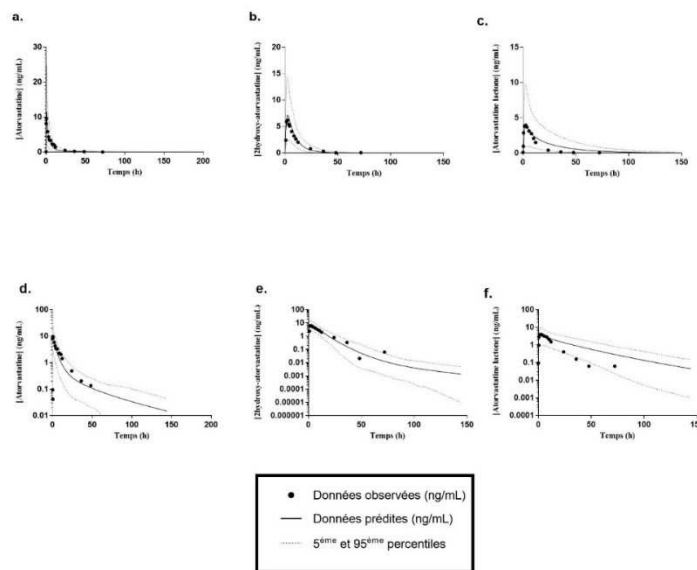 a.
[Atorvastatine] (ng/mL)
30
20
10
0
0 50 100 150 200
Temps (h)
b.
[2hydroxy-atorvastatine] (ng/mL)
20
15
10
5
0
0 50 100 150
Temps (h)
c.
[Atorvastatine lactone] (ng/mL)
15
10
5
0
0 50 100 150
Temps (h)
d.
[Atorvastatine] (ng/mL)
100
10
1
0.1
0.01
0 50 100 150 200
Temps (h)
e.
[2hydroxy-atorvastatine] (ng/mL)
100
10
1
0.1
0.01
0.001
0.0001
0.00001
0.000001
0 50 100 150
Temps (h)
f.
[Atorvastatine lactone] (ng/mL)
100
10
1
0.1
0.01
0.001
0.0001
0 50 100 150
Temps (h)
Données observées (ng/mL)
Données prédites (ng/mL)
5ème et 95ème percentiles